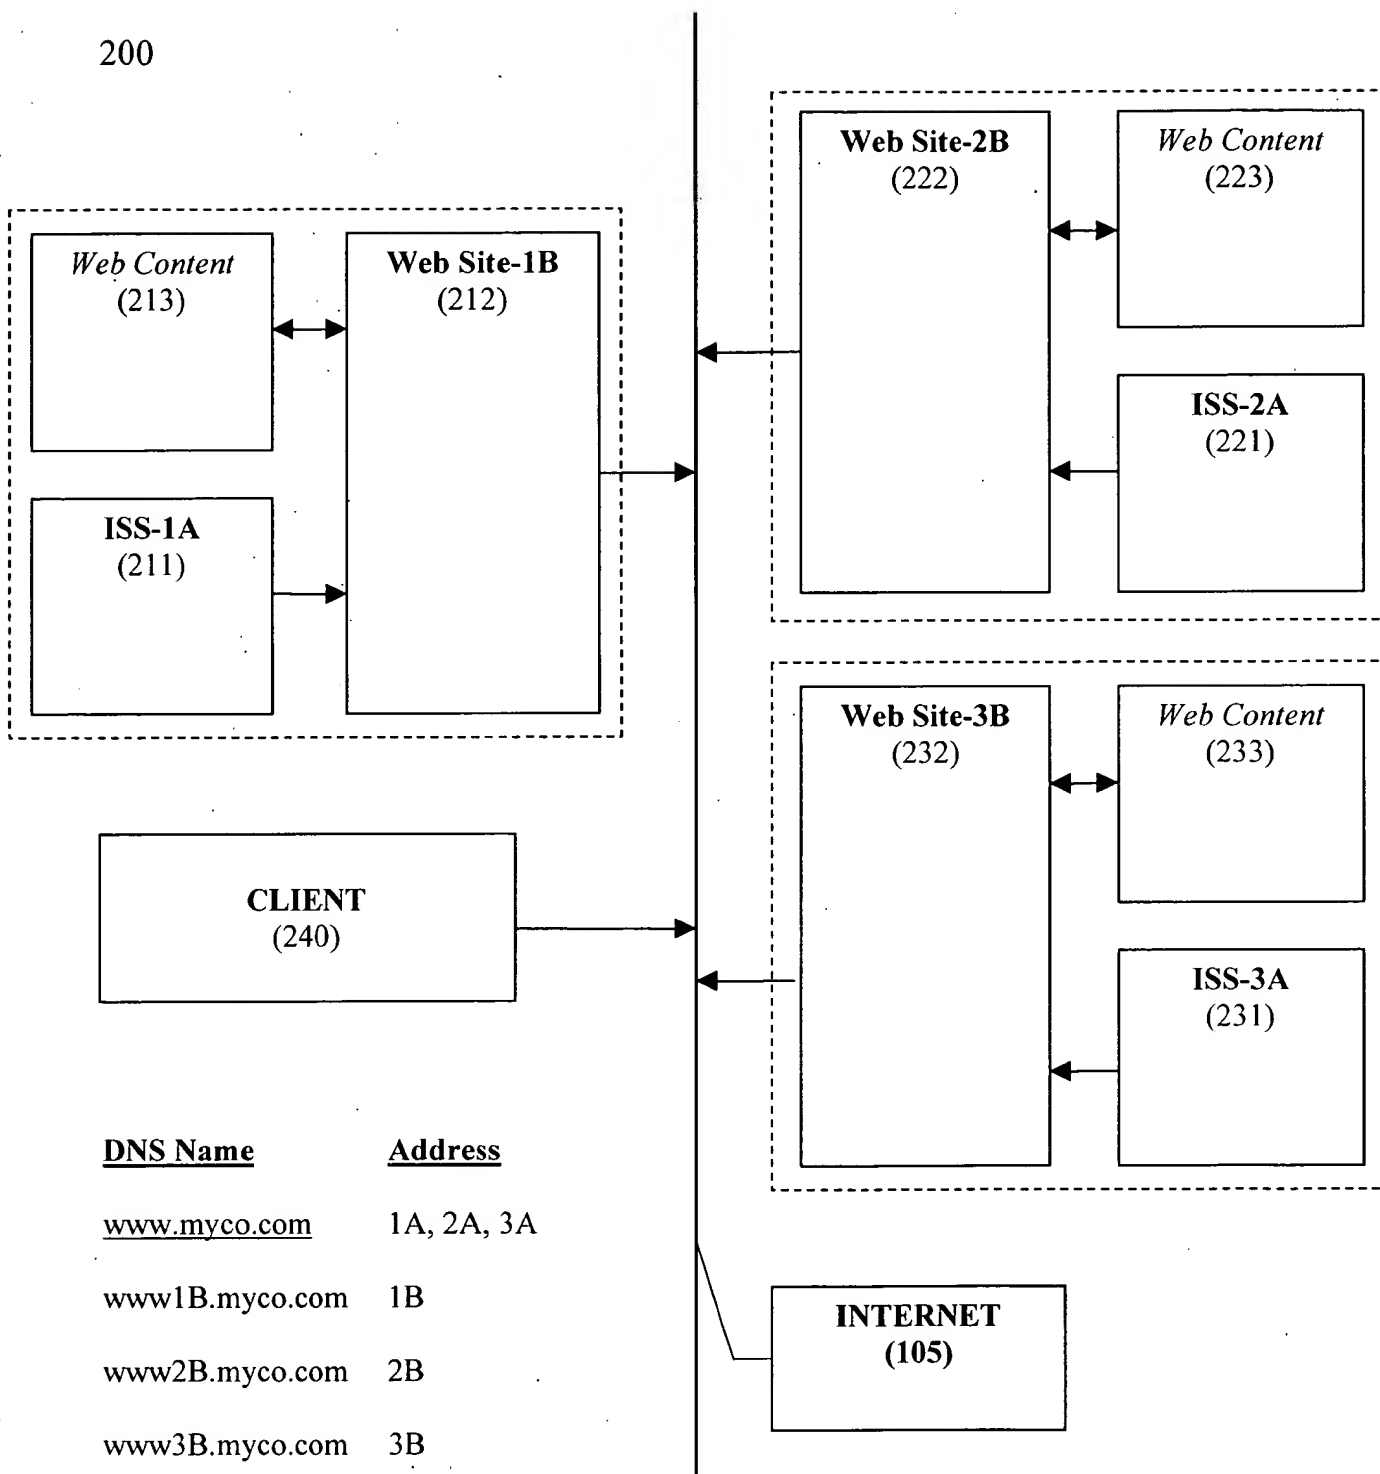 200
Web Site-2B
(222)
Web Content
(223)
Web Content
(213)
Web Site-1B
(212)
ISS-2A
(221)
ISS-1A
(211)
Web Site-3B
(232)
Web Content
(233)
CLIENT
(240)
ISS-3A
(231)
DNS Name Address
www.myco.com 1A, 2A, 3A
www1B.myco.com 1B
www2B.myco.com 2B
www3B.myco.com 3B
INTERNET
(105)